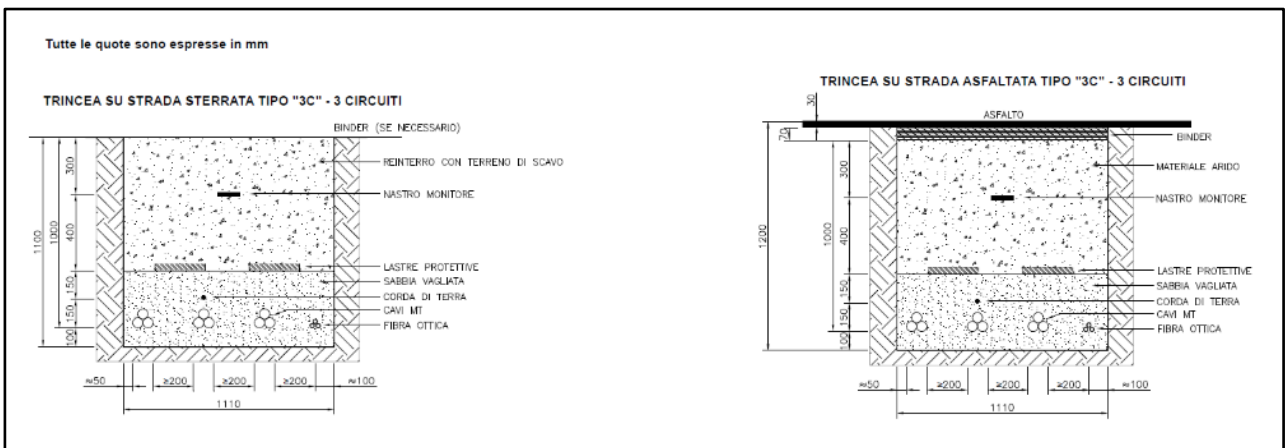 Tutte le quote sono espresse in mm
TRINCEA SU STRADA STERRATA TIPO "3C" - 3 CIRCUITI
BINDER (SE NECESSARIO)
REINTERRO CON TERRENO DI SCAVO
NASTRO MONITORE
LASTRE PROTETTIVE
SABBIA VAGLIATA
CORDA DI TERRA
CAVI MT
FIBRA OTTICA
1100
1000
300
400
150
150
100
≈50
≥200
≥200
≥200
≈100
1110
TRINCEA SU STRADA ASFALTATA TIPO "3C" - 3 CIRCUITI
30
ASFALTO
70
BINDER
MATERIALE ARIDO
NASTRO MONITORE
LASTRE PROTETTIVE
SABBIA VAGLIATA
CORDA DI TERRA
CAVI MT
FIBRA OTTICA
1200
1000
300
400
150
150
100
≈50
≥200
≥200
≥200
≈100
1110